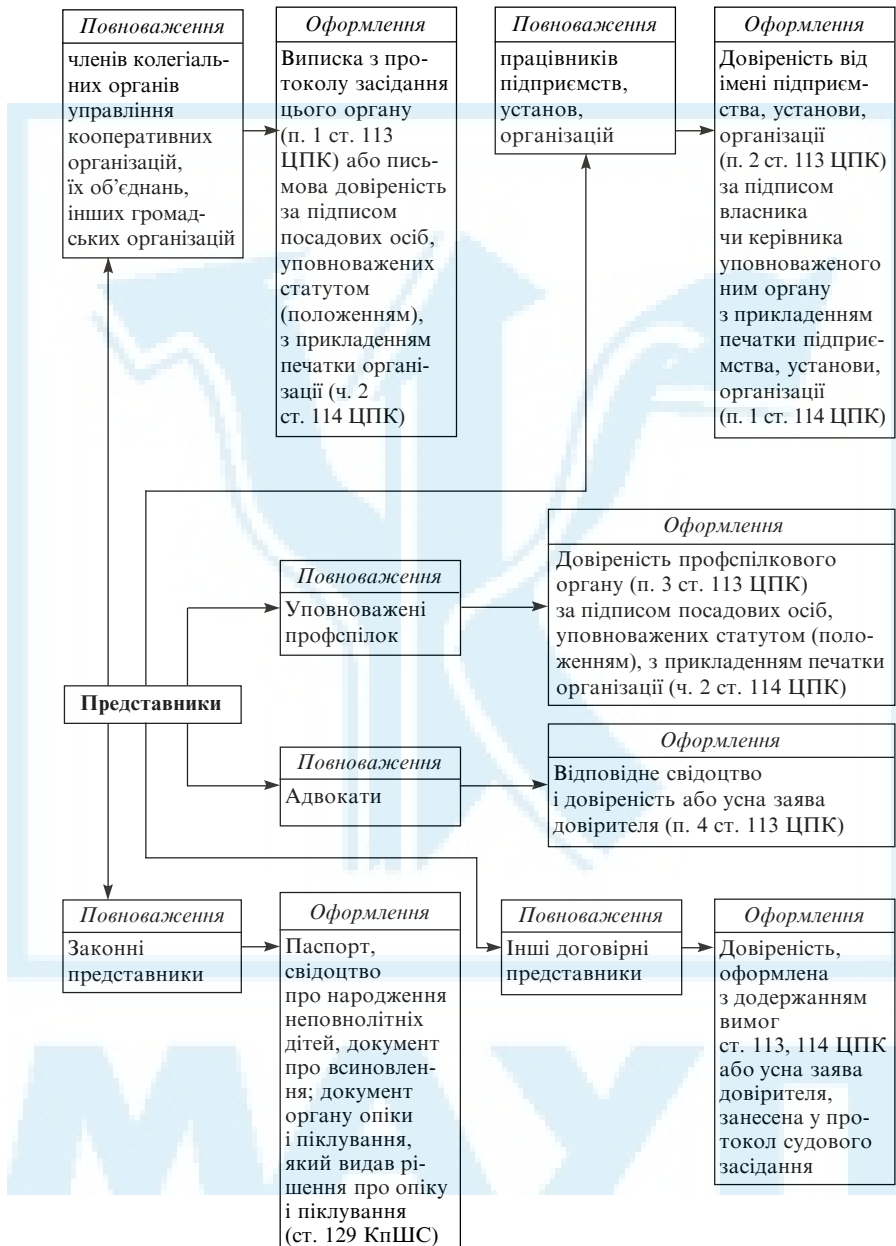 Повноваження
членів колегіаль-
них органів
управління
кооперативних
організацій,
їх об’єднань,
інших громад-
ських організацій
Оформлення
Виписка з про-
токолу засідання
цього органу
(п. 1 ст. 113
ЦПК) або пись-
мова довіреність
за підписом
посадових осіб,
уповноважених
статутом
(положенням),
з прикладенням
печатки органі-
зації (ч. 2
ст. 114 ЦПК)
Повноваження
працівників
підприємств,
установ,
організацій
Оформлення
Довіреність від
імені підприєм-
ства, установи,
організації
(п. 2 ст. 113 ЦПК)
за підписом
власника
чи керівника
уповноваженого
ним органу
з прикладенням
печатки підприє-
мства, установи,
організації
(п. 1 ст. 114 ЦПК)
Повноваження
Уповноважені
профспілок
Оформлення
Довіреність профспілкового
органу (п. 3 ст. 113 ЦПК)
за підписом посадових осіб,
уповноважених статутом (поло-
женням), з прикладенням печатки
організації (ч. 2 ст. 114 ЦПК)
Представники
Повноваження
Адвокати
Оформлення
Відповідне свідоцтво
і довіреність або усна заява
довірителя (п. 4 ст. 113 ЦПК)
Повноваження
Законні
представники
Оформлення
Паспорт,
свідоцтво
про народження
неповнолітніх
дітей, документ
про всиновлен-
ня; документ
органу опіки
і піклування,
який видав рі-
шення про опіку
і піклування
(ст. 129 КпШС)
Повноваження
Інші договірні
представники
Оформлення
Довіреність,
оформлена
з додержанням
вимог
ст. 113, 114 ЦПК
або усна заява
довірителя,
занесена у про-
токол судового
засідання
МАУП